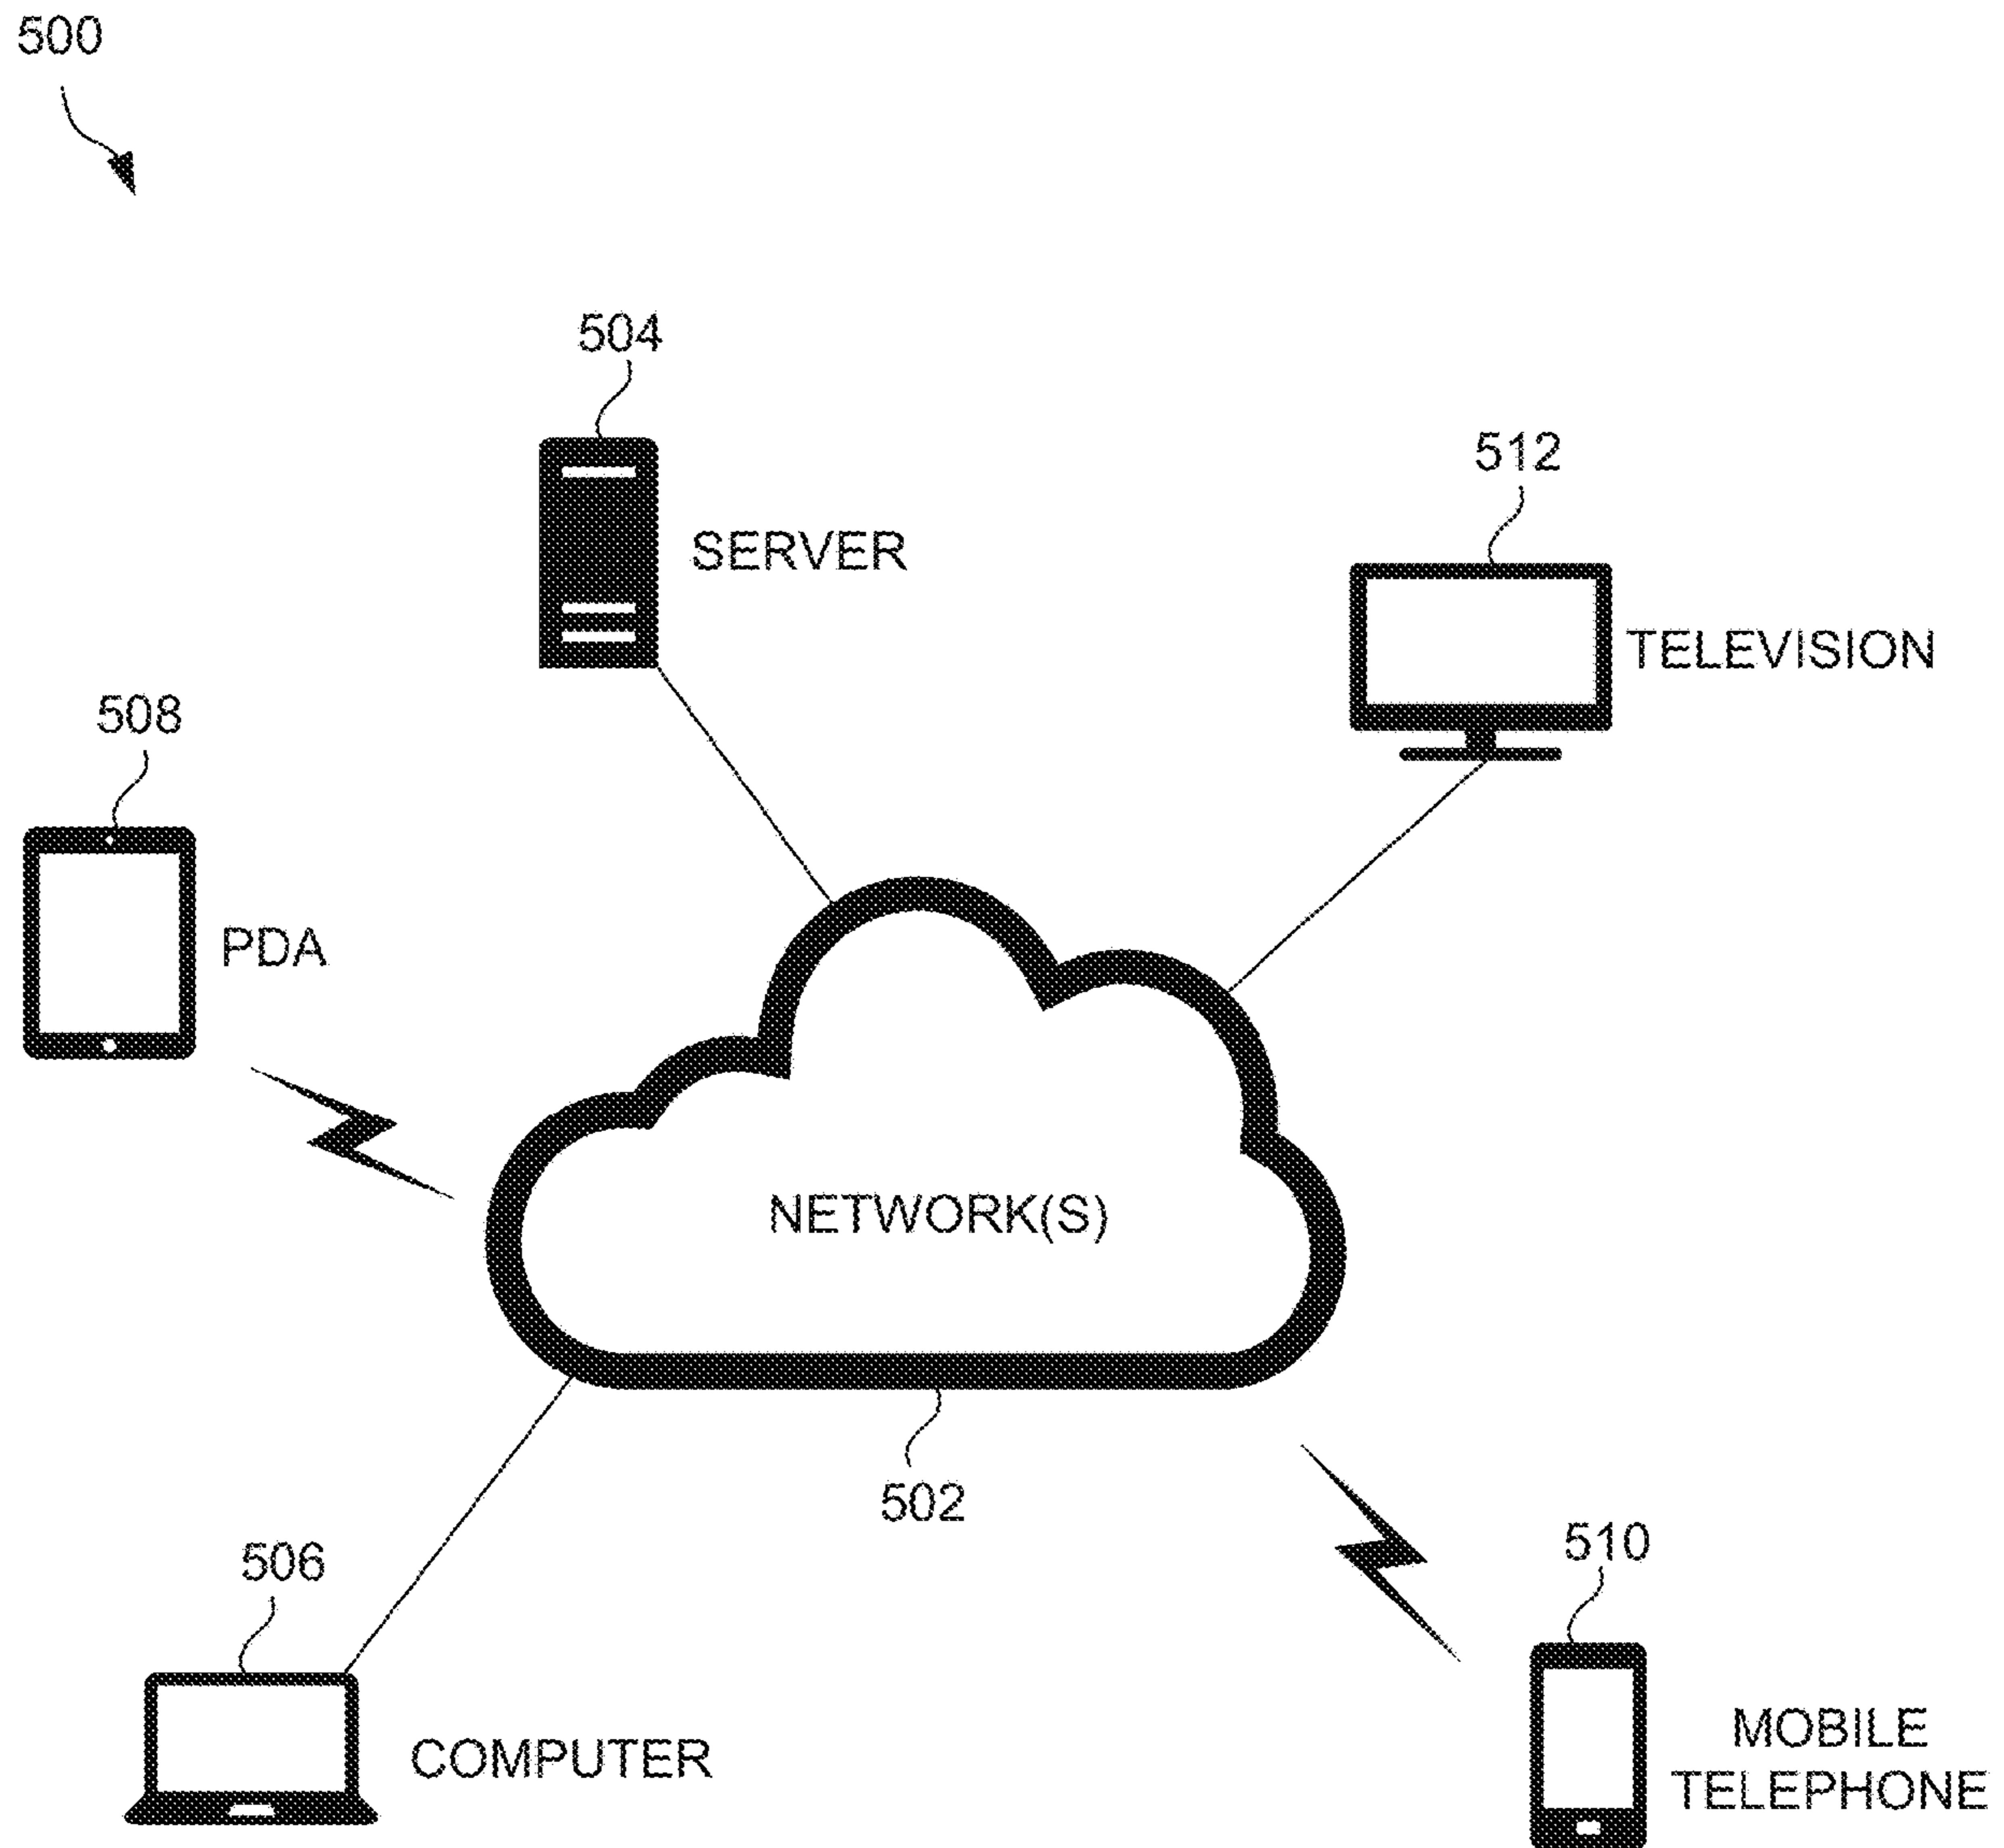 500
504
SERVER
512
TELEVISION
508
PDA
NETWORK(S)
502
506
COMPUTER
510
MOBILE
TELEPHONE